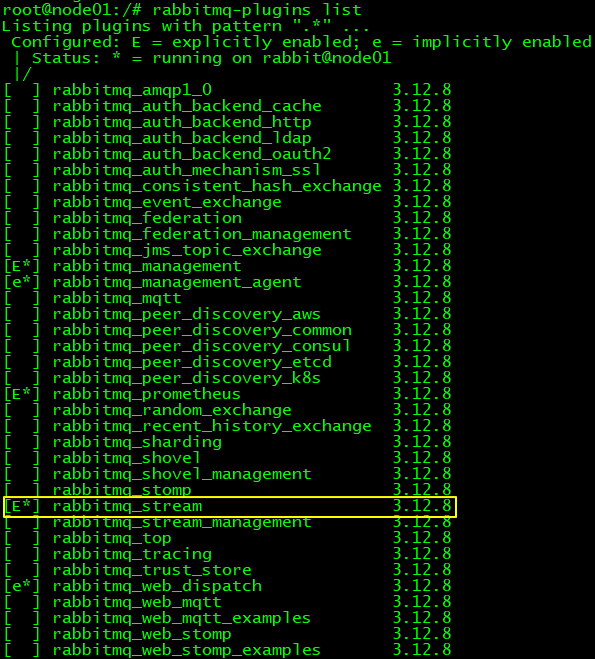 root@node01:/# rabbitmq-plugins list
Listing plugins with pattern ".*" ...
 Configured: E = explicitly enabled; e = implicitly enabled
 | Status: * = running on rabbit@node01
 |/
[  ] rabbitmq_amqp1_0                  3.12.8
[  ] rabbitmq_auth_backend_cache       3.12.8
[  ] rabbitmq_auth_backend_http        3.12.8
[  ] rabbitmq_auth_backend_ldap        3.12.8
[  ] rabbitmq_auth_backend_oauth2      3.12.8
[  ] rabbitmq_auth_mechanism_ssl       3.12.8
[  ] rabbitmq_consistent_hash_exchange 3.12.8
[  ] rabbitmq_event_exchange           3.12.8
[  ] rabbitmq_federation               3.12.8
[  ] rabbitmq_federation_management    3.12.8
[  ] rabbitmq_jms_topic_exchange       3.12.8
[E*] rabbitmq_management               3.12.8
[e*] rabbitmq_management_agent         3.12.8
[  ] rabbitmq_mqtt                     3.12.8
[  ] rabbitmq_peer_discovery_aws       3.12.8
[  ] rabbitmq_peer_discovery_common    3.12.8
[  ] rabbitmq_peer_discovery_consul    3.12.8
[  ] rabbitmq_peer_discovery_etcd      3.12.8
[  ] rabbitmq_peer_discovery_k8s       3.12.8
[E*] rabbitmq_prometheus               3.12.8
[  ] rabbitmq_random_exchange          3.12.8
[  ] rabbitmq_recent_history_exchange  3.12.8
[  ] rabbitmq_sharding                 3.12.8
[  ] rabbitmq_shovel                   3.12.8
[  ] rabbitmq_shovel_management        3.12.8
[  ] rabbitmq_stomp                    3.12.8
[E*] rabbitmq_stream                   3.12.8
[  ] rabbitmq_stream_management        3.12.8
[  ] rabbitmq_top                      3.12.8
[  ] rabbitmq_tracing                  3.12.8
[  ] rabbitmq_trust_store              3.12.8
[e*] rabbitmq_web_dispatch             3.12.8
[  ] rabbitmq_web_mqtt                 3.12.8
[  ] rabbitmq_web_mqtt_examples        3.12.8
[  ] rabbitmq_web_stomp                3.12.8
[  ] rabbitmq_web_stomp_examples       3.12.8